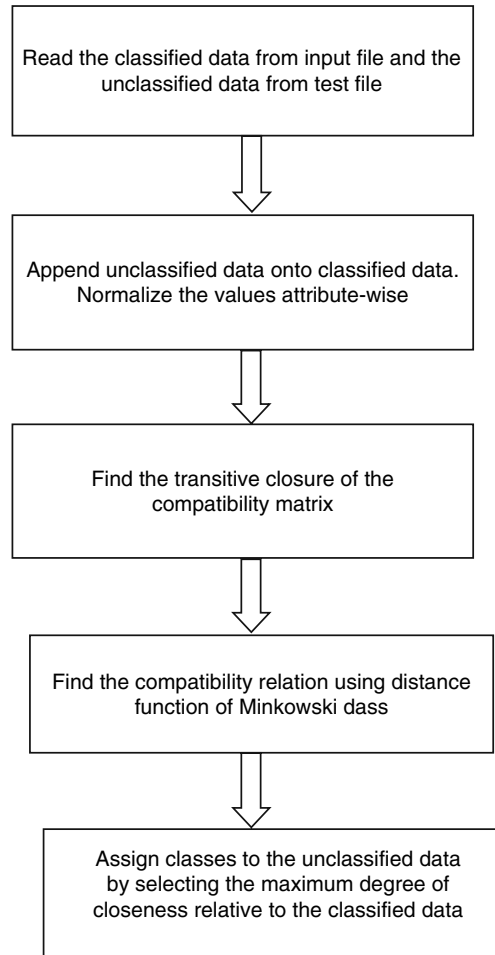 Read the classified data from input file and the
unclassified data from test file
Append unclassified data onto classified data.
Normalize the values attribute-wise
Find the transitive closure of the
compatibility matrix
Find the compatibility relation using distance
function of Minkowski dass
Assign classes to the unclassified data
by selecting the maximum degree of
closeness relative to the classified data